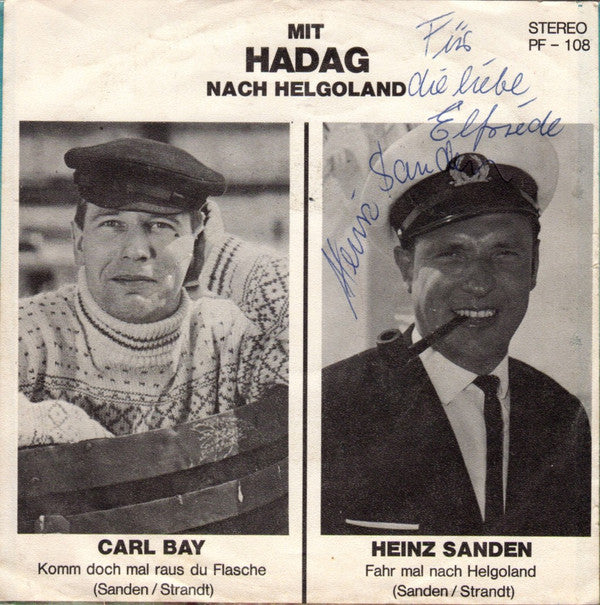 MIT
HADAG
NACH HELGOLAND
STEREO
PF – 108
Für
die liebe
Elfriede
Heinz Sanden
CARL BAY
Komm doch mal raus du Flasche
(Sanden / Strandt)
HEINZ SANDEN
Fahr mal nach Helgoland
(Sanden / Strandt)